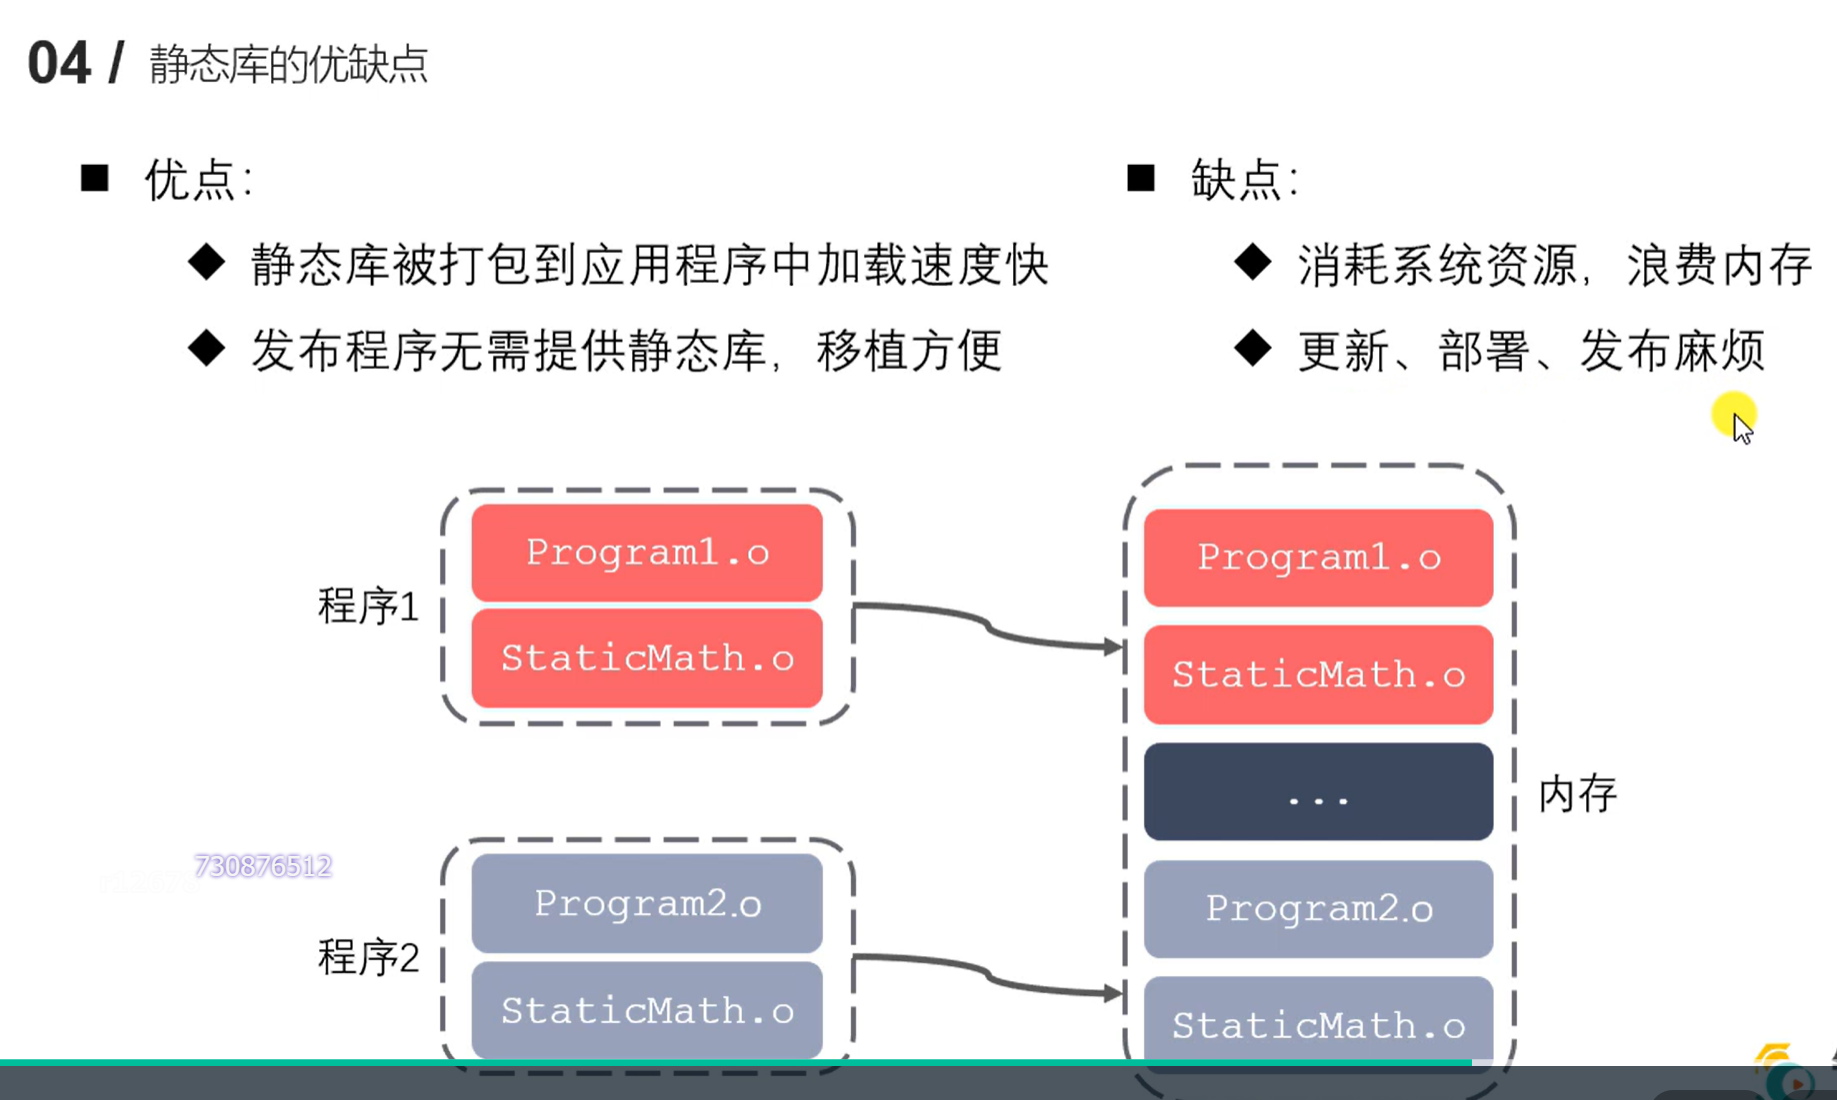 04 / 静态库的优缺点
优点：
静态库被打包到应用程序中加载速度快
发布程序无需提供静态库，移植方便
缺点：
消耗系统资源，浪费内存
更新、部署、发布麻烦
程序1
Program1.o
StaticMath.o
程序2
Program2.o
StaticMath.o
Program1.o
StaticMath.o
...
Program2.o
StaticMath.o
内存
730876512